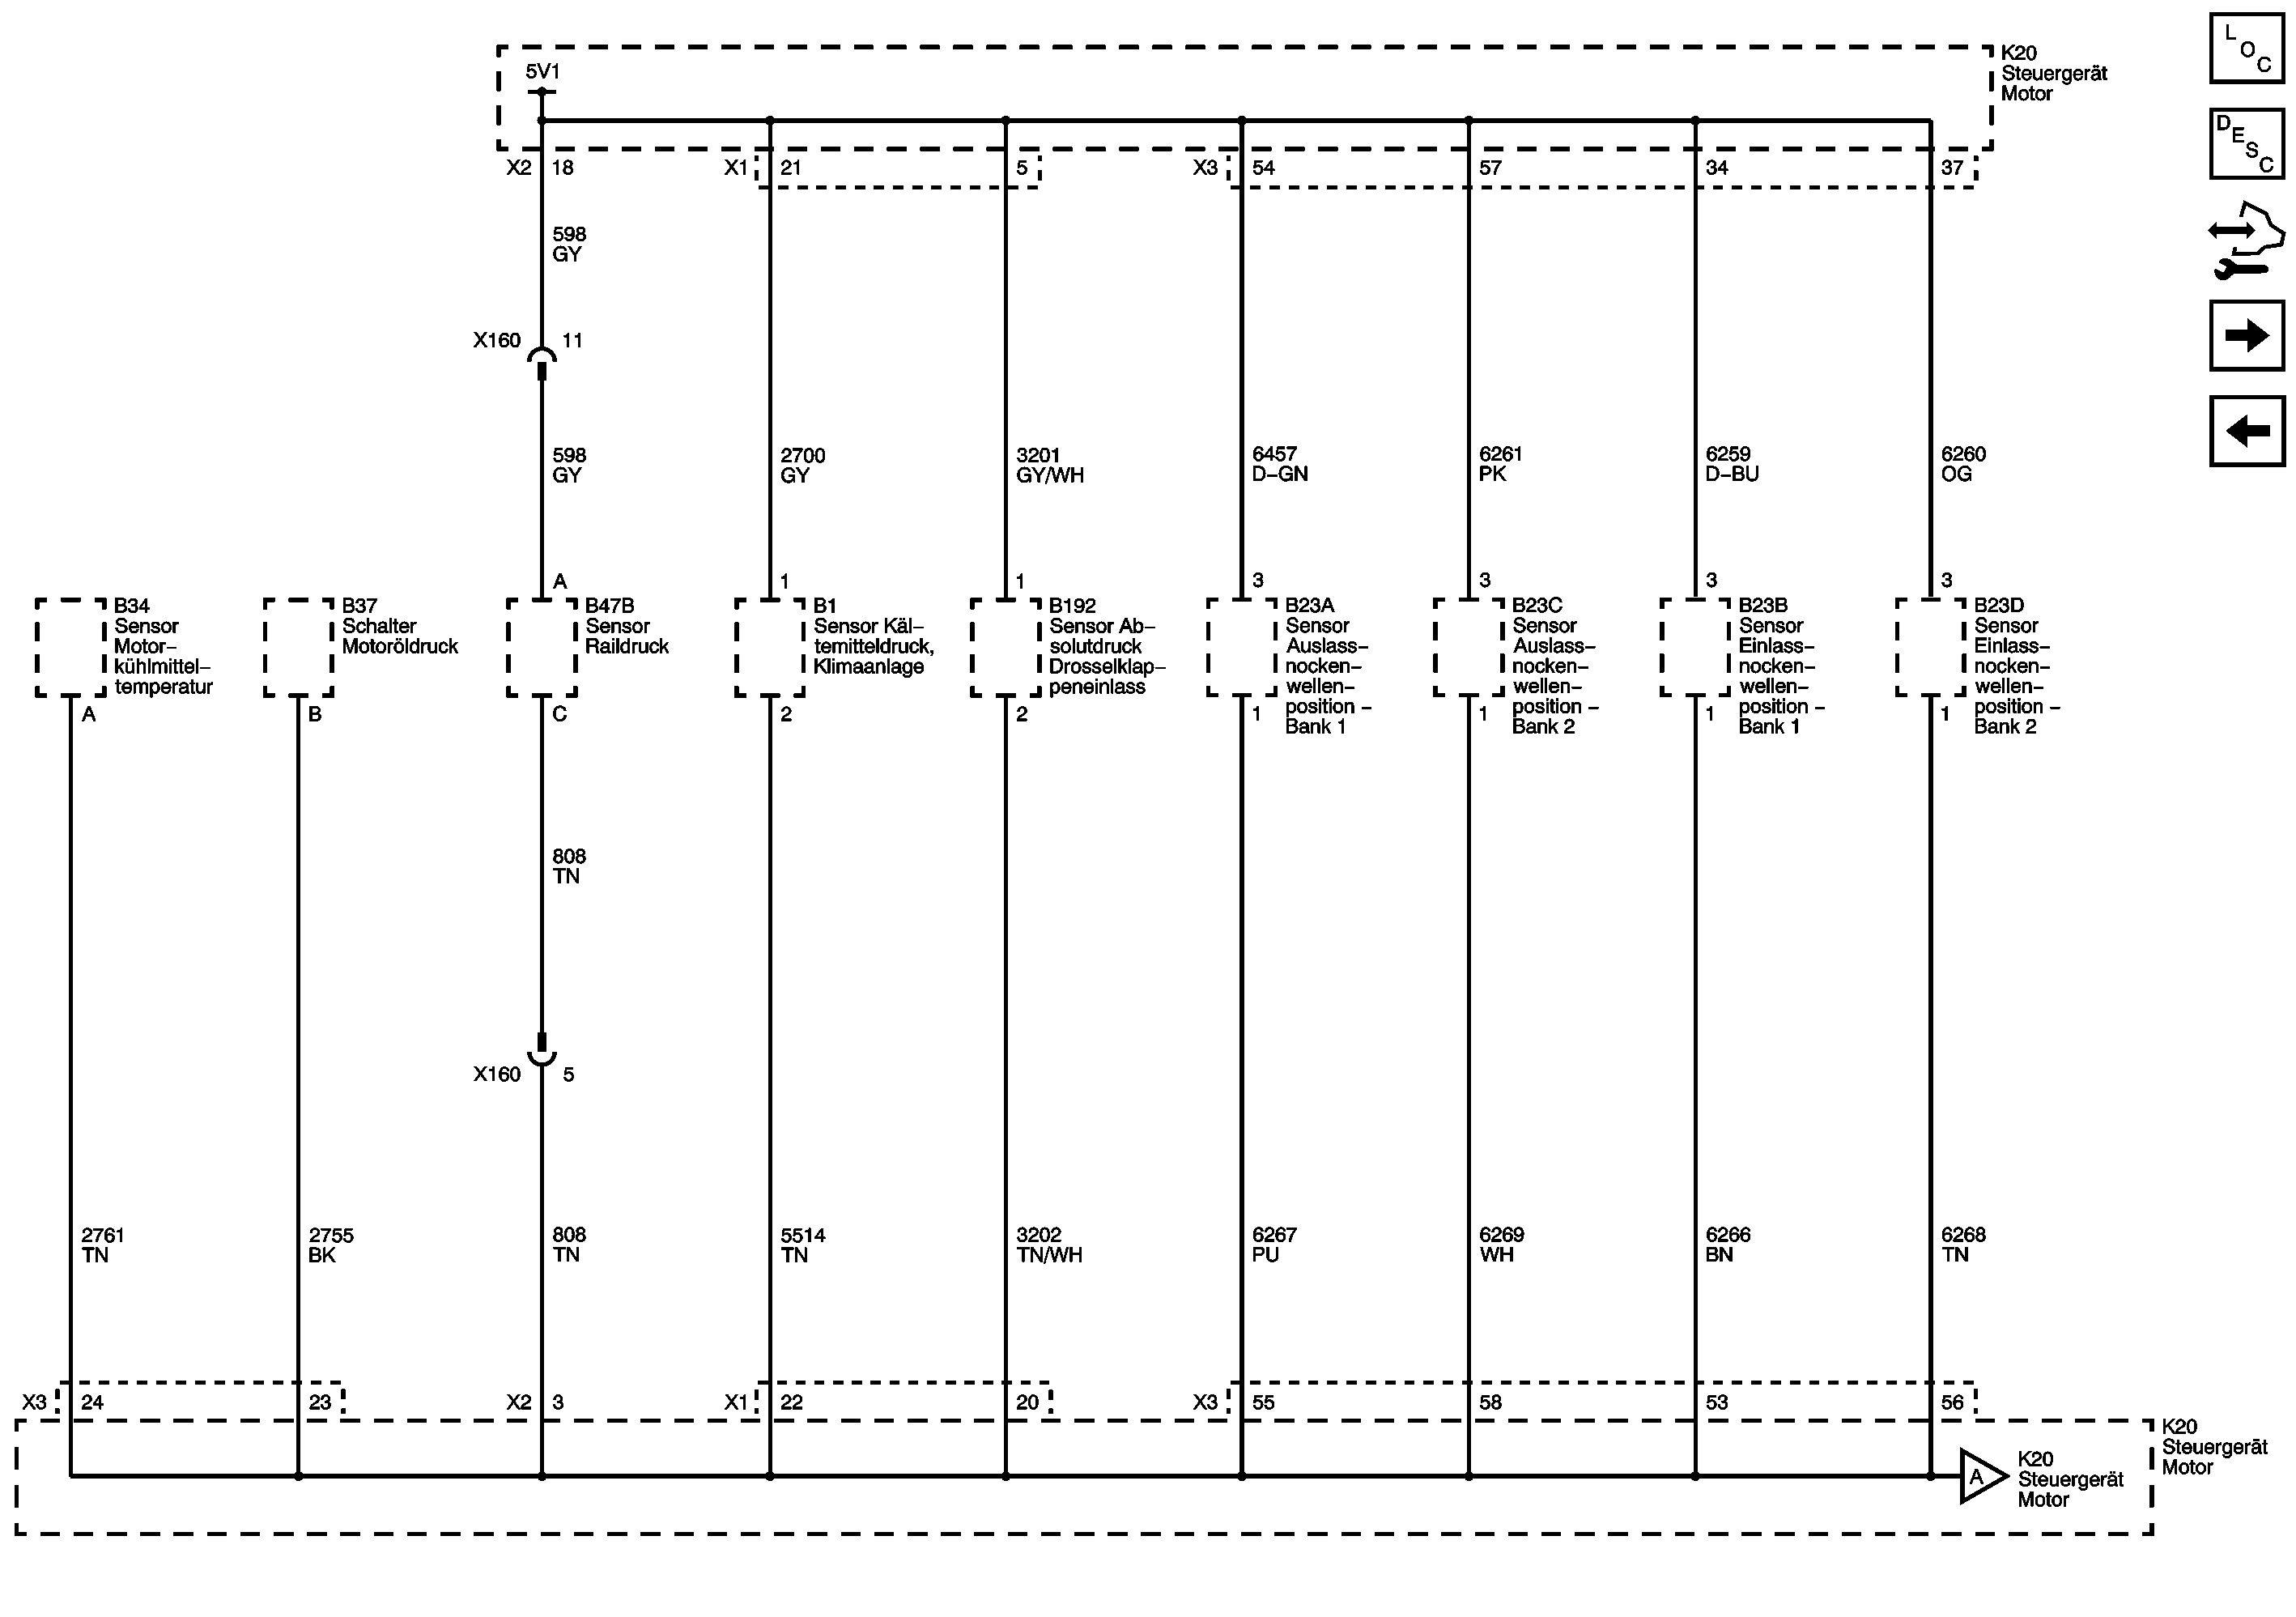 5V1
K20
Steuergerät
Motor
X2 18
X1 21
5
X3 54
57
34
37
598
GY
X160 11
598
GY
2700
GY
3201
GY/WH
6457
D-GN
6261
PK
6259
D-BU
6260
OG
A
1
1
3
3
3
3
B34
Sensor
Motor-
kühlmittel-
temperatur
A
B37
Schalter
Motoröldruck
B
B47B
Sensor
Raildruck
C
B1
Sensor Käl-
temitteldruck,
Klimaanlage
2
B192
Sensor Ab-
solutdruck
Drosselklap-
peneinlass
2
B23A
Sensor
Auslass-
nocken-
wellen-
position -
Bank 1
1
B23C
Sensor
Auslass-
nocken-
wellen-
position -
Bank 2
1
B23B
Sensor
Einlass-
nocken-
wellen-
position -
Bank 1
1
B23D
Sensor
Einlass-
nocken-
wellen-
position -
Bank 2
1
808
TN
X160 5
2761
TN
2755
BK
808
TN
5514
TN
3202
TN/WH
6267
PU
6269
WH
6266
BN
6268
TN
X3 24
23
X2 3
X1 22
20
X3 55
58
53
56
A
K20
Steuergerät
Motor
K20
Steuergerät
Motor
LOC
DESC